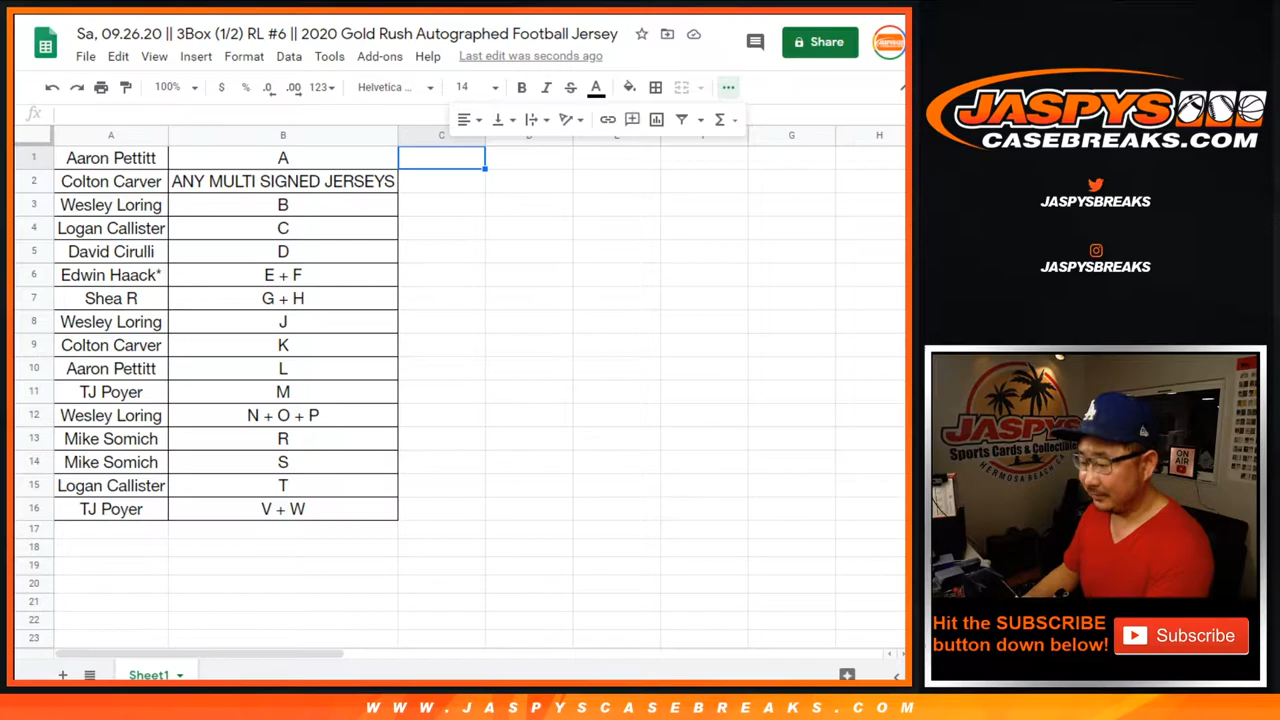 Sa, 09.26.20 || 3Box (1/2) RL #6 || 2020 Gold Rush Autographed Football Jersey
File Edit View Insert Format Data Tools Add-ons Help Last edit was seconds ago
Share
100% $ % .0 .00 123 Helvetica ... 14 B I S A
fx
A B C G H
1 Aaron Pettitt A
2 Colton Carver ANY MULTI SIGNED JERSEYS
3 Wesley Loring B
4 Logan Callister C
5 David Cirulli D
6 Edwin Haack* E + F
7 Shea R G + H
8 Wesley Loring J
9 Colton Carver K
10 Aaron Pettitt L
11 TJ Poyer M
12 Wesley Loring N + O + P
13 Mike Somich R
14 Mike Somich S
15 Logan Callister T
16 TJ Poyer V + W
17
18
19
20
21
22
23
Sheet1
JASPYS
CASEBREAKS.COM
JASPYSBREAKS
JASPYSBREAKS
JASPYS
Sports Cards & Collectibles
HERMOSA BEACH
LA
ON AIR
Hit the SUBSCRIBE
button down below!
Subscribe
WWW.JASPYSCASEBREAKS.COM